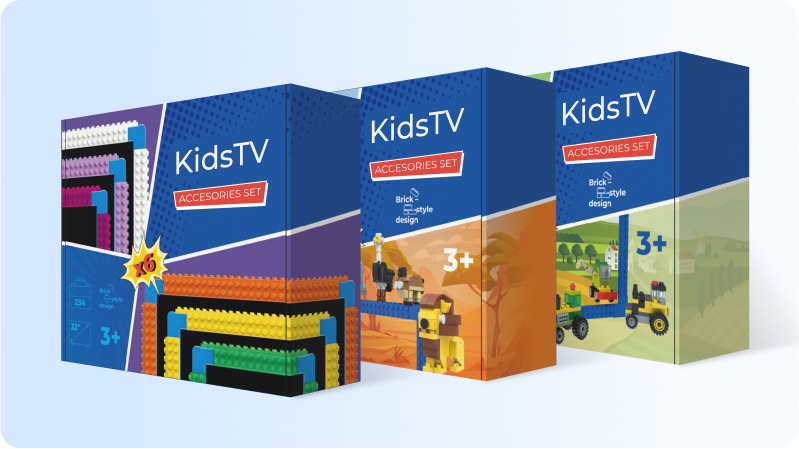 KidsTV
ACCESORIES SET
x6
234
Brick
style
design
32"
3+
KidsTV
ACCESORIES SET
Brick
style
design
3+
KidsTV
ACCESORIES SET
Brick
style
design
3+